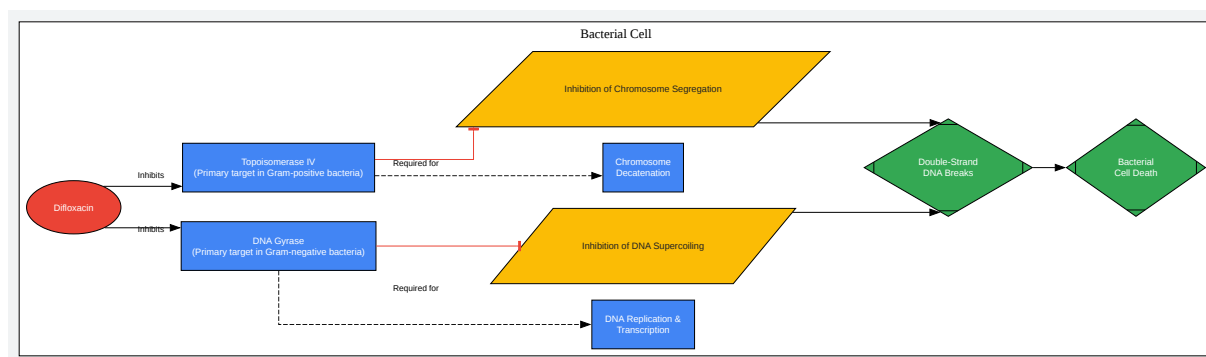 Bacterial Cell
Inhibition of Chromosome Segregation
Topoisomerase IV
(Primary target in Gram-positive bacteria)
Required for
Chromosome
Decatenation
Double-Strand
DNA Breaks
Bacterial
Cell Death
Inhibits
Difloxacin
Inhibits
DNA Gyrase
(Primary target in Gram-negative bacteria)
Inhibition of DNA Supercoiling
Required for
DNA Replication &
Transcription